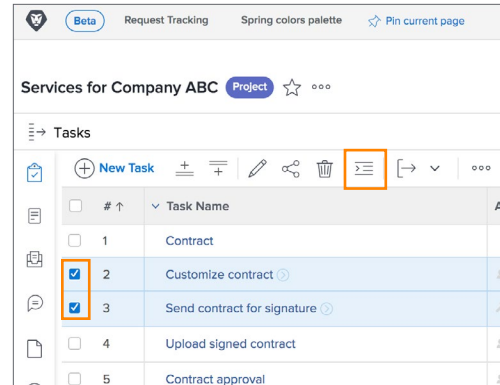 Beta Request Tracking Spring colors palette Pin current page
Services for Company ABC Project
Tasks
New Task
# Task Name A
1 Contract
2 Customize contract
3 Send contract for signature
4 Upload signed contract
5 Contract approval